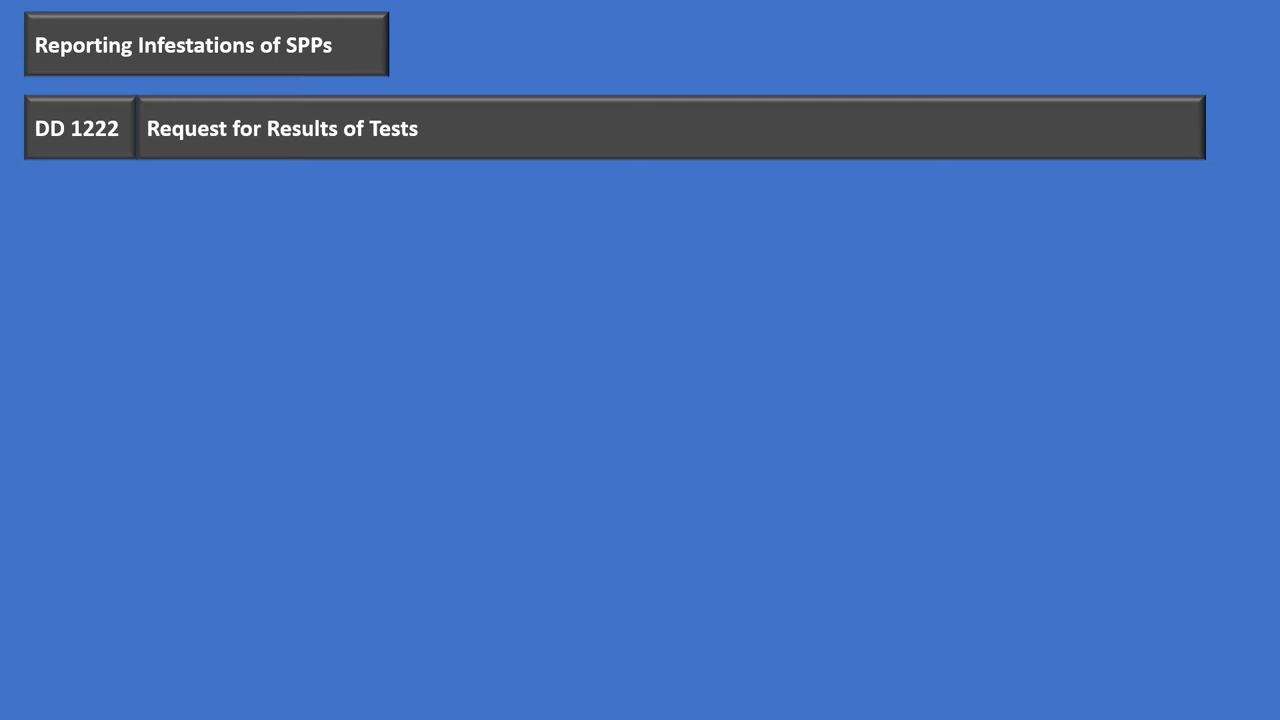 Reporting Infestations of SPPs
DD 1222 Request for Results of Tests